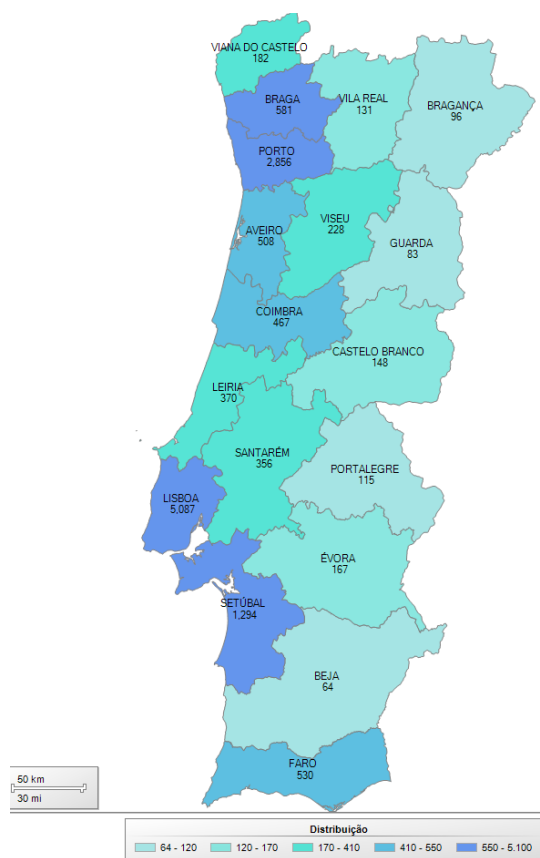 VIANA DO CASTELO
182
BRAGA
581
VILA REAL
131
BRAGANÇA
96
PORTO
2,856
AVEIRO
508
VISEU
228
GUARDA
83
COIMBRA
467
CASTELO BRANCO
148
LEIRIA
370
SANTARÉM
356
PORTALEGRE
115
LISBOA
5,087
ÉVORA
167
SETÚBAL
1,294
BEJA
64
FARO
530
50 km
30 mi
Distribuição
64 - 120
120 - 170
170 - 410
410 - 550
550 - 5.100